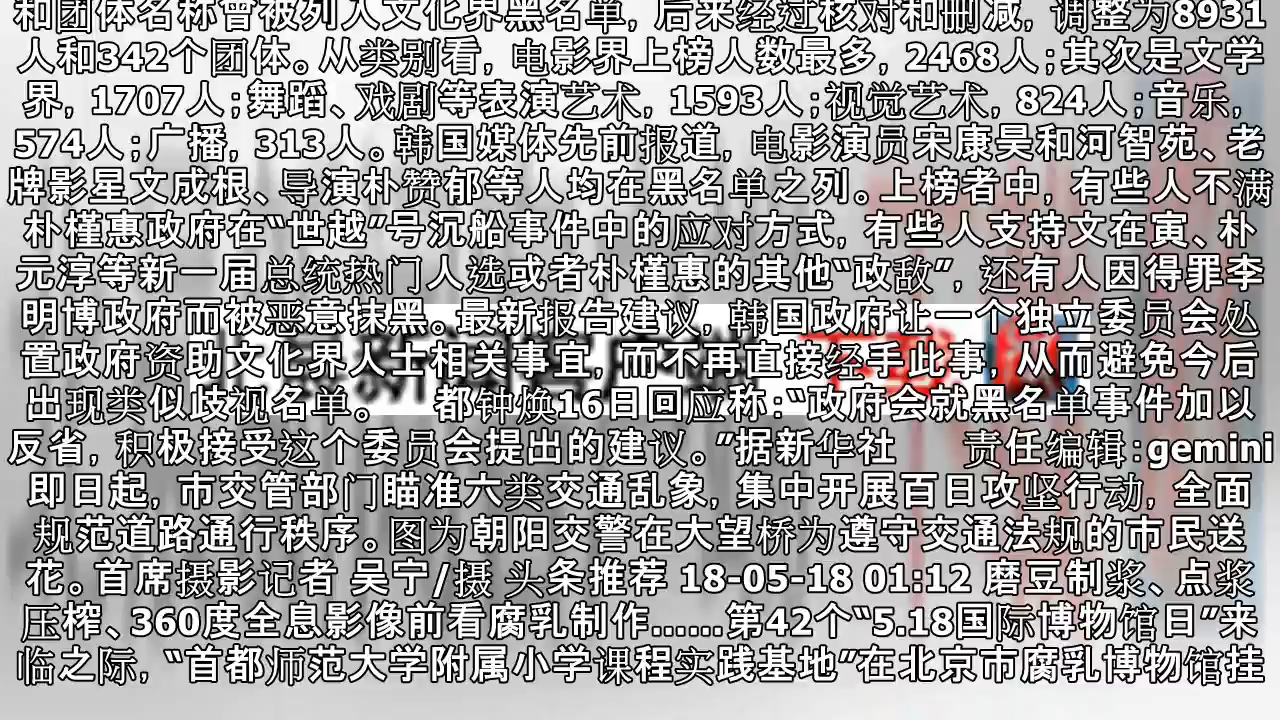 和团体名称曾被列入文化界黑名单，后来经过核对和删减，调整为8931
人和342个团体。从类别看，电影界上榜人数最多，2468人；其次是文学
界，1707人；舞蹈、戏剧等表演艺术，1593人；视觉艺术，824人；音乐，
574人；广播，313人。韩国媒体先前报道，电影演员宋康昊和河智苑、老
牌影星文成根、导演朴赞郁等人均在黑名单之列。上榜者中，有些人不满
朴槿惠政府在“世越”号沉船事件中的应对方式，有些人支持文在寅、朴
元淳等新一届总统热门人选或者朴槿惠的其他“政敌”，还有人因得罪李
明博政府而被恶意抹黑。最新报告建议，韩国政府让一个独立委员会处
置政府资助文化界人士相关事宜，而不再直接经手此事，从而避免今后
出现类似歧视名单。 都钟焕16日回应称：“政府会就黑名单事件加以
反省，积极接受这个委员会提出的建议。”据新华社 责任编辑：gemini
即日起，市交管部门瞄准六类交通乱象，集中开展百日攻坚行动，全面
规范道路通行秩序。图为朝阳交警在大望桥为遵守交通法规的市民送
花。首席摄影记者 吴宁/摄 头条推荐 18-05-18 01:12 磨豆制浆、点浆
压榨、360度全息影像前看腐乳制作……第42个“5.18国际博物馆日”来
临之际，“首都师范大学附属小学课程实践基地”在北京市腐乳博物馆挂